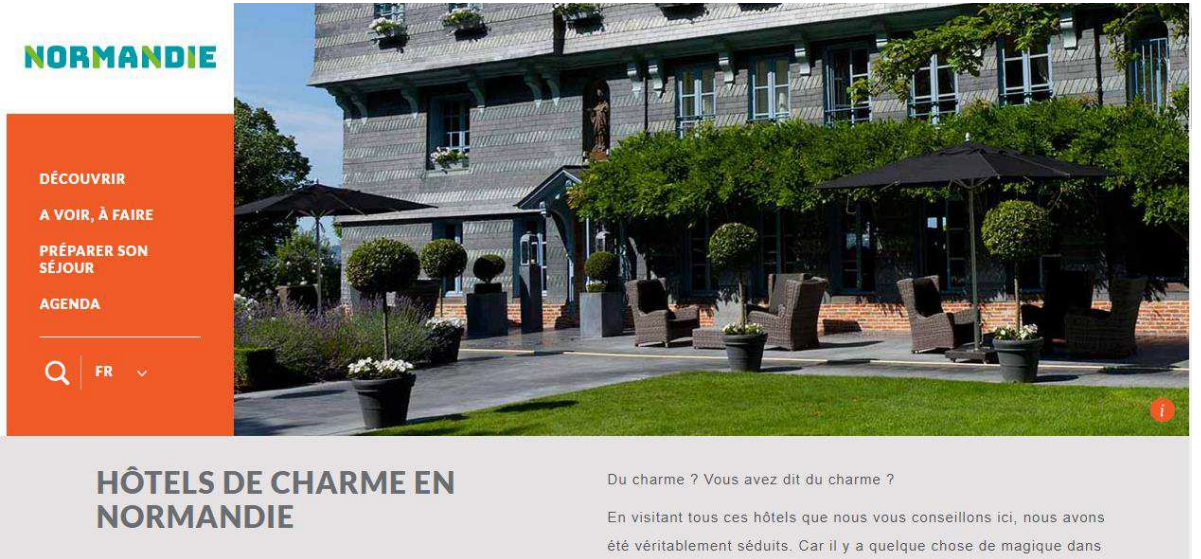 NORMANDIE
DÉCOUVRIR
A VOIR, À FAIRE
PRÉPARER SON
SÉJOUR
AGENDA
FR
i
HÔTELS DE CHARME EN
NORMANDIE
Du charme ? Vous avez dit du charme ?
En visitant tous ces hôtels que nous vous conseillons ici, nous avons
été véritablement séduits. Car il y a quelque chose de magique dans